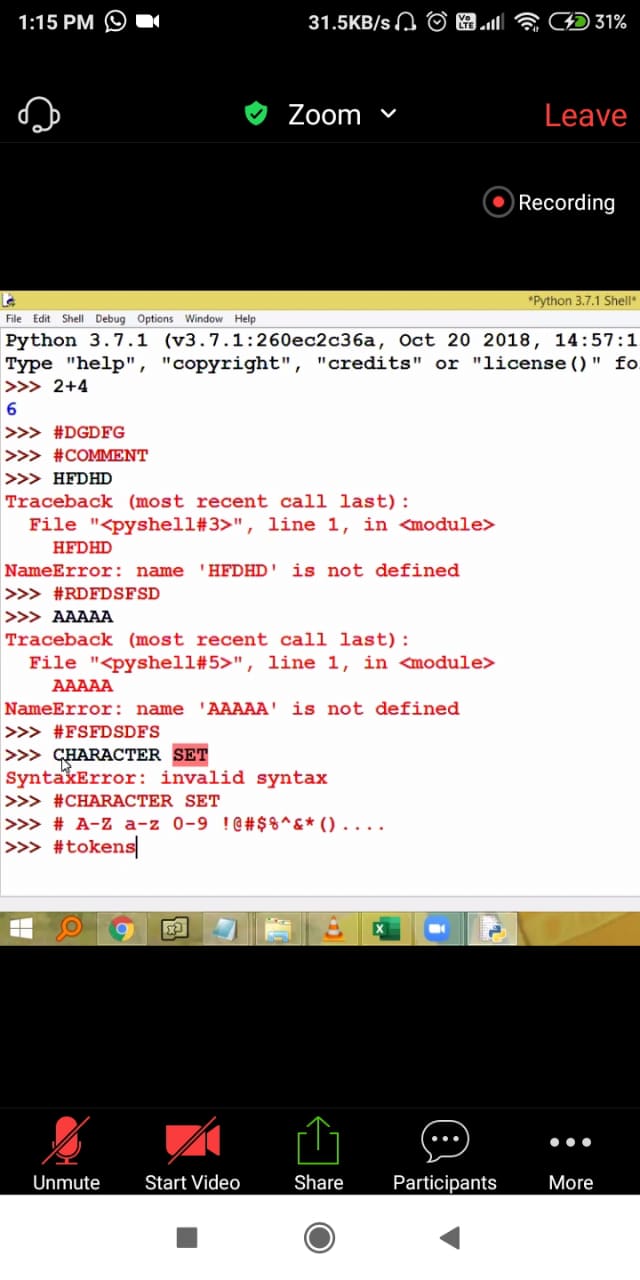 1:15 PM 31.5KB/s Vo LTE 31%
Zoom Leave
Recording
*Python 3.7.1 Shell*
File Edit Shell Debug Options Window Help
Python 3.7.1 (v3.7.1:260ec2c36a, Oct 20 2018, 14:57:1
Type "help", "copyright", "credits" or "license()" fo
>>> 2+4
6
>>> #DGDFG
>>> #COMMENT
>>> HFDHD
Traceback (most recent call last):
  File "<pyshell#3>", line 1, in <module>
    HFDHD
NameError: name 'HFDHD' is not defined
>>> #RDFDSFSD
>>> AAAAA
Traceback (most recent call last):
  File "<pyshell#5>", line 1, in <module>
    AAAAA
NameError: name 'AAAAA' is not defined
>>> #FSFDSDFS
>>> CHARACTER SET
SyntaxError: invalid syntax
>>> #CHARACTER SET
>>> # A-Z a-z 0-9 !@#$%^&*()....
>>> #tokens
Unmute Start Video Share Participants More